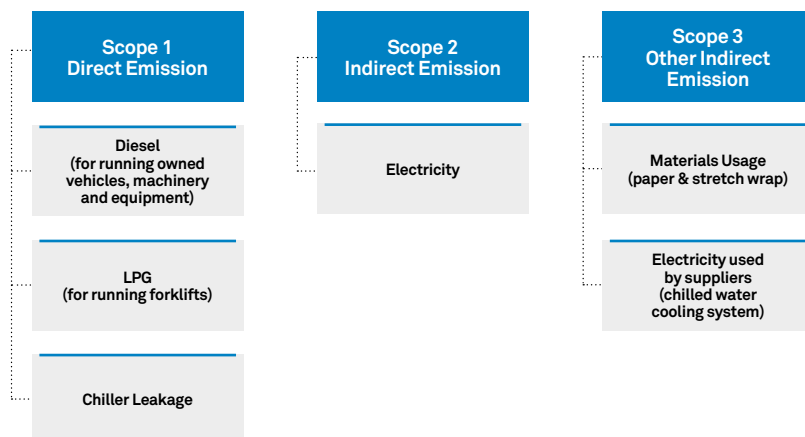 Scope 1
Direct Emission
Diesel
(for running owned
vehicles, machinery
and equipment)
LPG
(for running forklifts)
Chiller Leakage
Scope 2
Indirect Emission
Electricity
Scope 3
Other Indirect
Emission
Materials Usage
(paper & stretch wrap)
Electricity used
by suppliers
(chilled water
cooling system)